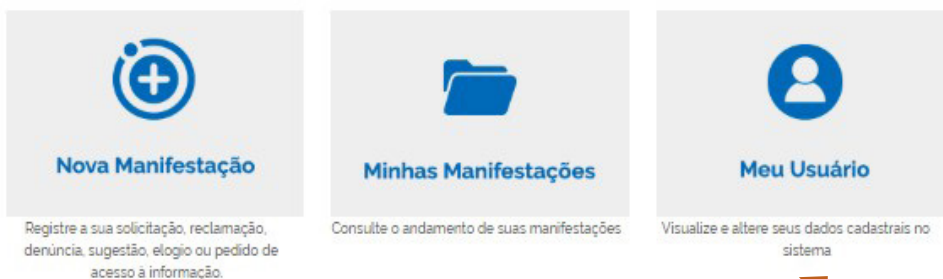 Nova Manifestação
Registre a sua solicitação, reclamação,
denúncia, sugestão, elogio ou pedido de
acesso à informação.
Minhas Manifestações
Consulte o andamento de suas manifestações
Meu Usuário
Visualize e altere seus dados cadastrais no
sistema